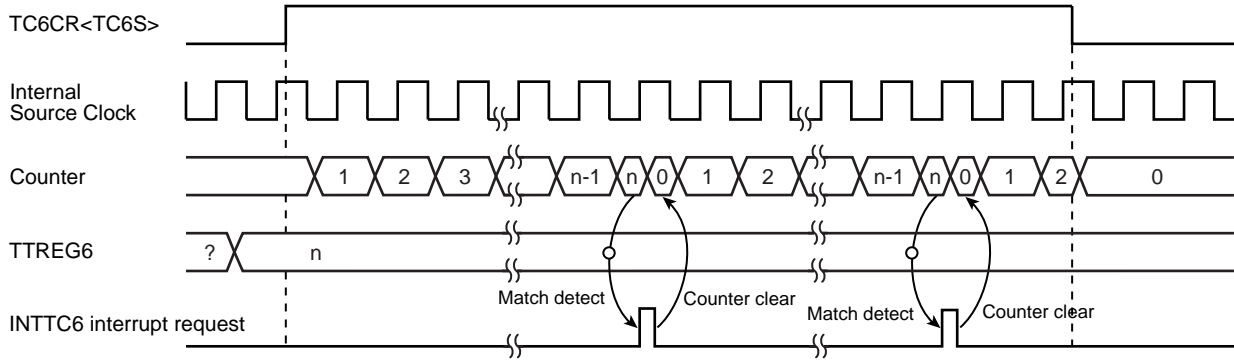 TC6CR<TC6S>
Internal
Source Clock
Counter 1 2 3 n-1 n 0 1 2 n-1 n 0 1 2 0
TTREG6 ? n
Match detect Counter clear Match detect Counter clear
INTTC6 interrupt request